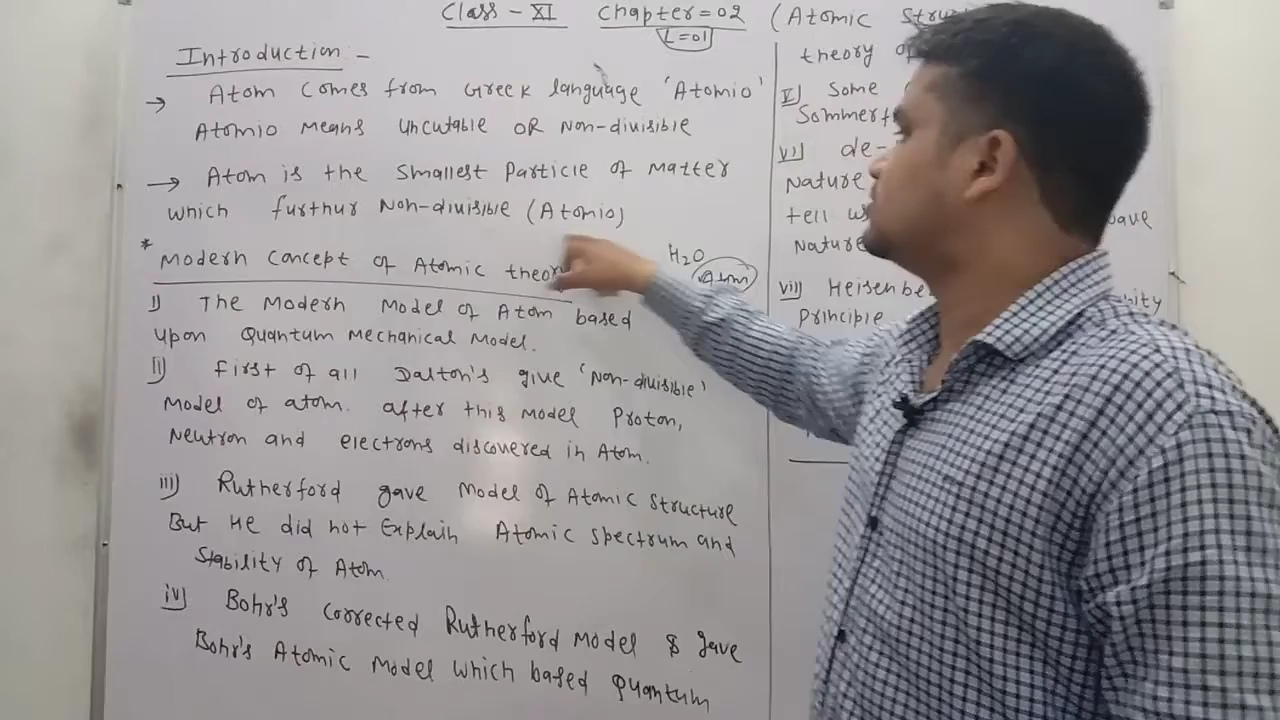 Class - XI Chapter = 02 (Atomic
L = 01
Introduction -
→ Atom comes from Greek language 'Atomio'
Atomio means uncutable OR Non-divisible
→ Atom is the smallest particle of matter
which furthur Non-divisible (Atomio)
* Modern concept of Atomic theory
H₂O
Atom
i) The Modern Model of Atom based
upon Quantum Mechanical Model.
ii) First of all Dalton's give 'Non-divisible'
Model of atom. after this model Proton,
Neutron and electrons discovered in Atom.
iii) Rutherford gave Model of Atomic structure
But He did not Explain Atomic spectrum and
Stability of Atom.
iv) Bohr's corrected Rutherford model & gave
Bohr's Atomic Model which based Quantum
theory
v) Some
vi) de-
Nature
tell
Nature
vii)
Principle